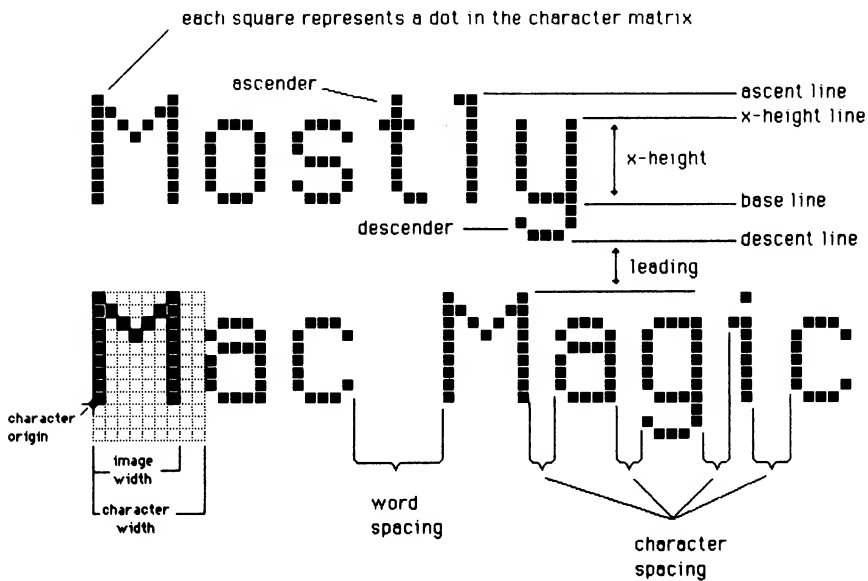 each square represents a dot in the character matrix
ascender
ascent line
x-height line
Mostly
x-height
base line
descender
descent line
leading
Mac Magic
character
origin
image
width
character
width
word
spacing
character
spacing